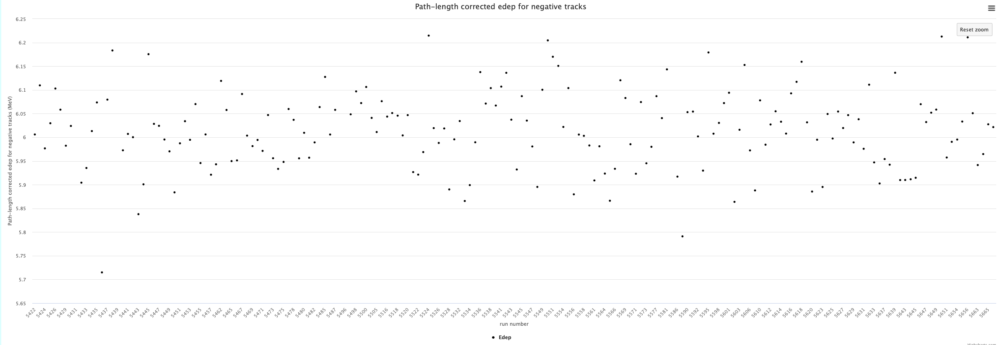 Path-length corrected edep for negative tracks
Reset zoom
6.25
6.2
6.15
6.1
6.05
6
5.95
5.9
5.85
5.8
5.75
5.7
5.65
Path-length corrected edep for negative tracks (MeV)
5422 5424 5426 5429 5431 5433 5435 5437 5439 5441 5443 5445 5447 5449 5451 5453 5455 5457 5462 5465 5467 5469 5471 5473 5475 5478 5480 5482 5485 5487 5496 5498 5500 5505 5516 5518 5520 5522 5524 5526 5528 5532 5534 5536 5538 5541 5543 5545 5547 5549 5551 5554 5556 5558 5561 5564 5566 5569 5571 5573 5577 5581 5586 5590 5592 5595 5598 5601 5603 5606 5610 5612 5614 5616 5618 5620 5623 5625 5627 5629 5631 5633 5637 5639 5643 5645 5647 5649 5651 5654 5656 5663 5665
run number
Edep
Highcharts.com